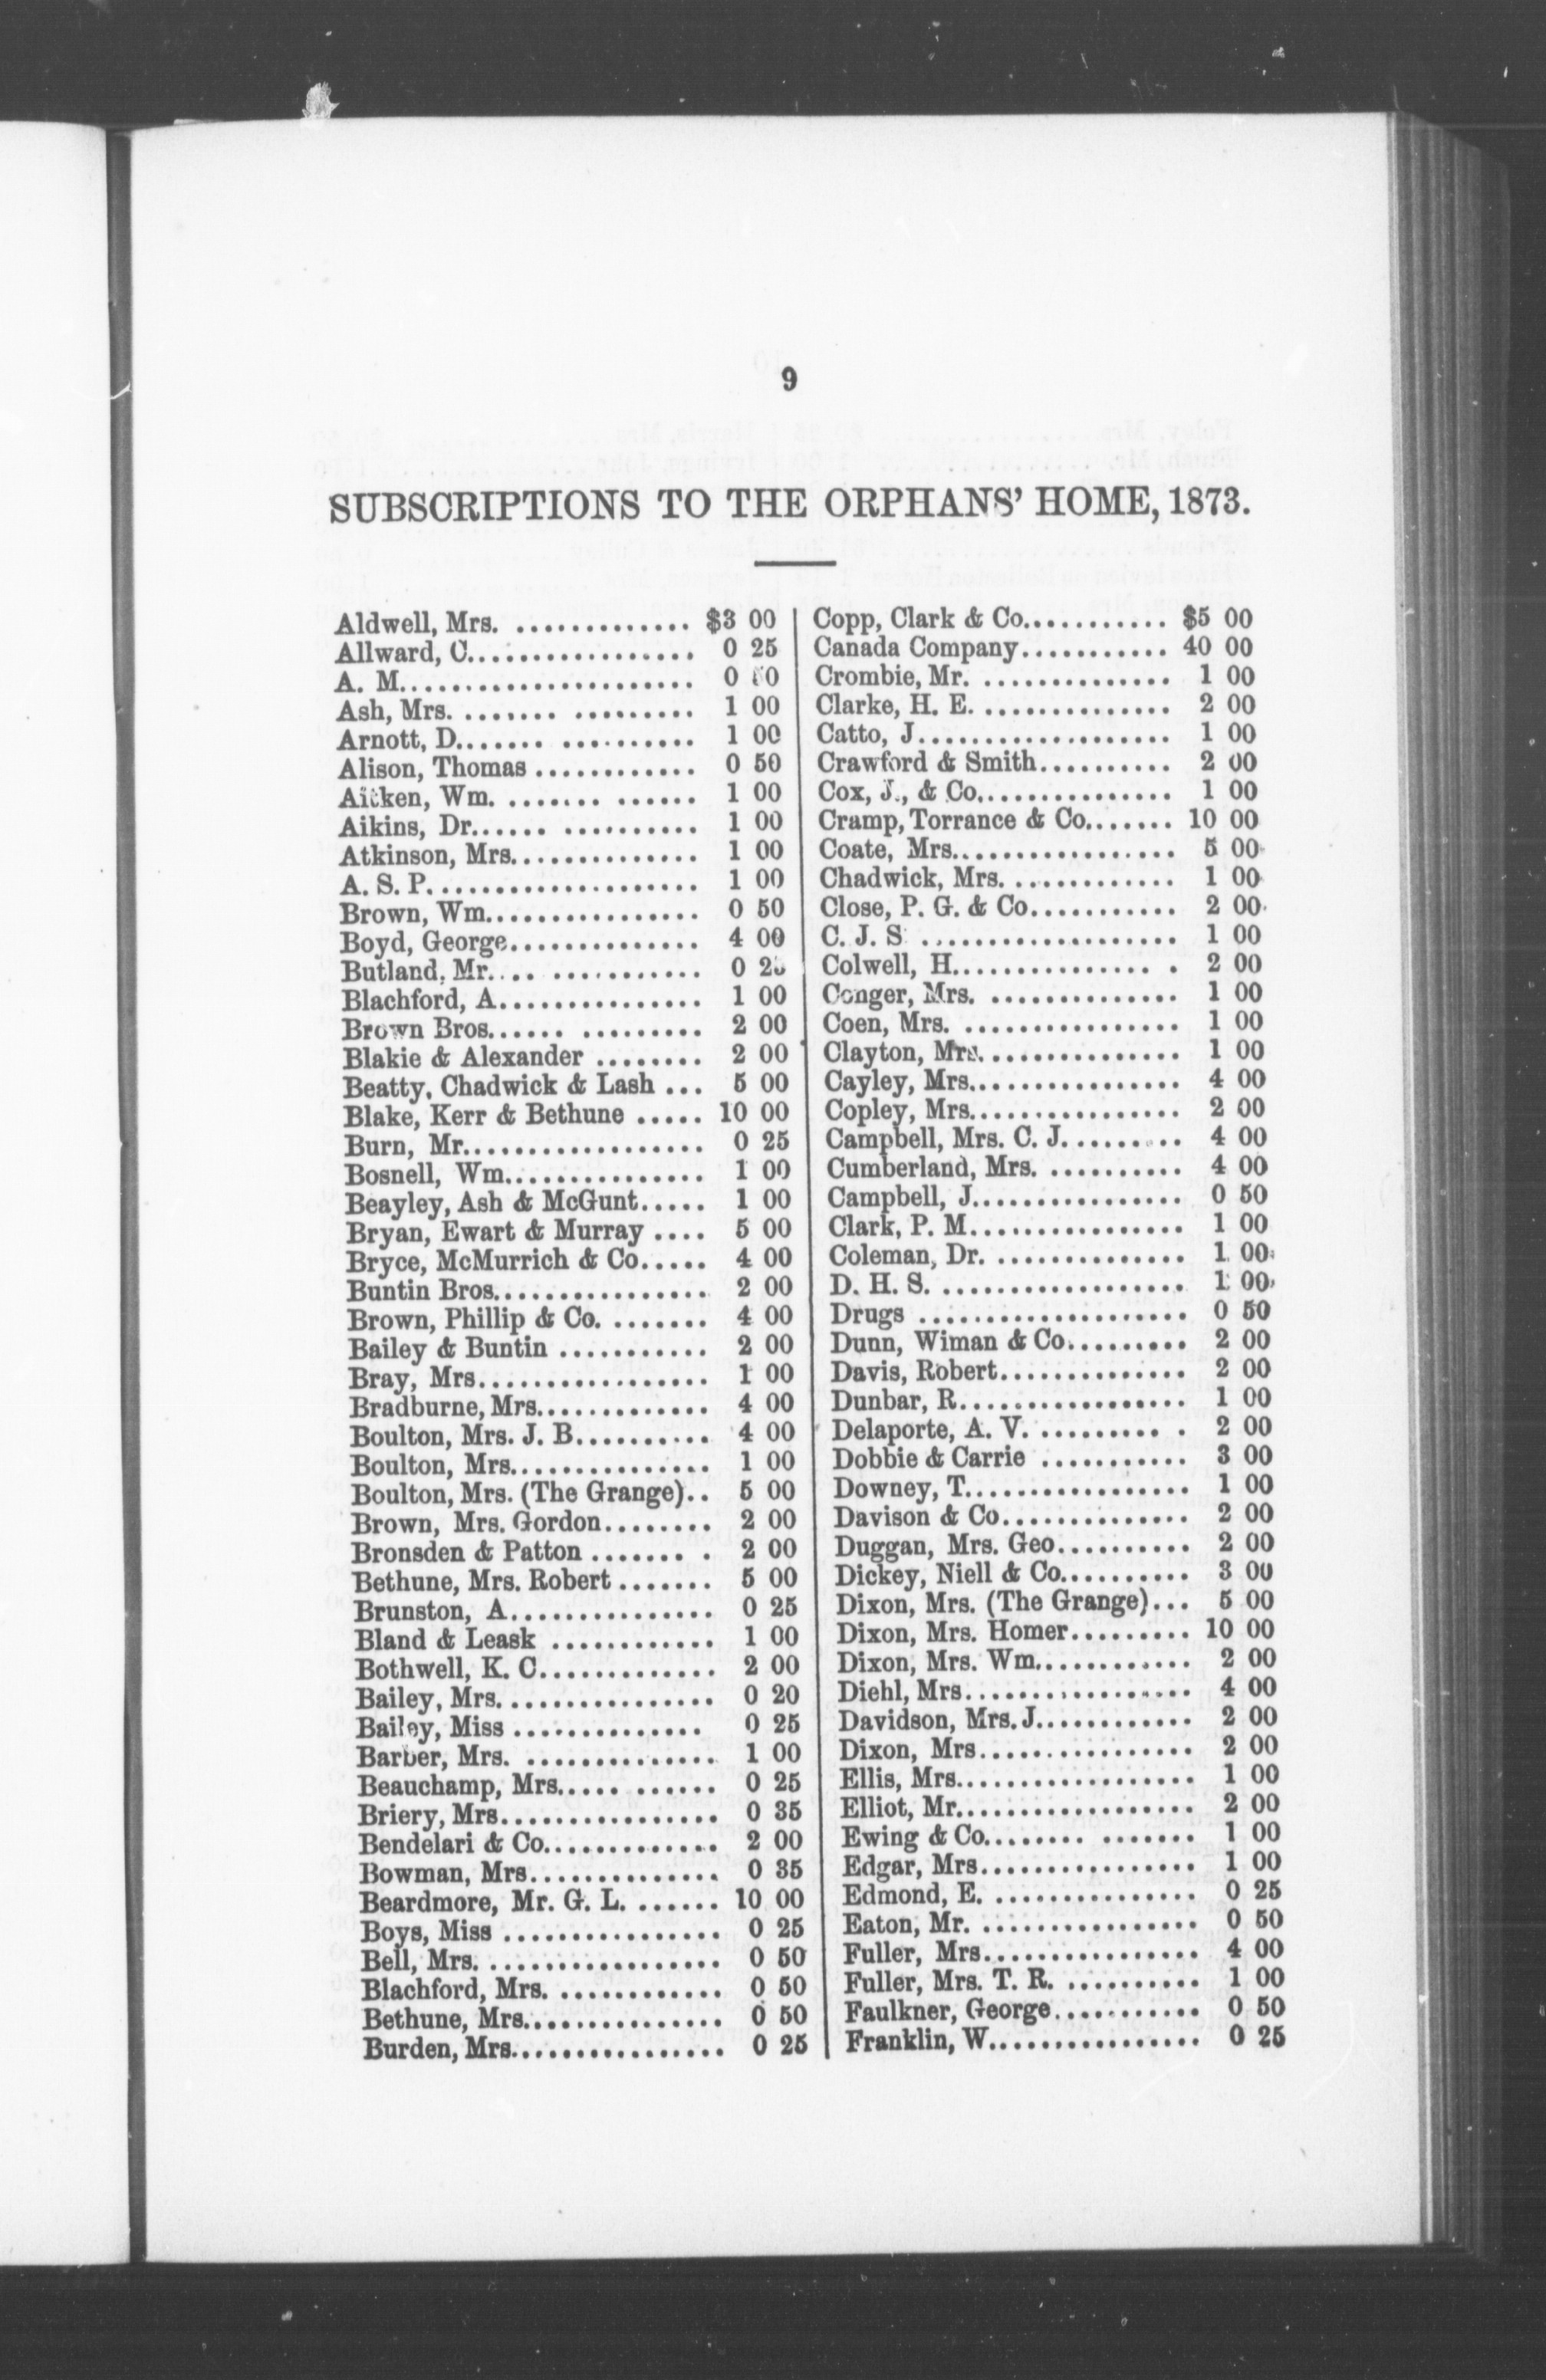 9
SUBSCRIPTIONS TO THE ORPHANS' HOME, 1873.
Aldwell, Mrs. ............. $3 00
Allward, C.................. 0 25
A. M....................... 0
Ash, Mrs. ....... ......... 1 00
Arnott, D....... .......... 1 00
Alison, Thomas ............ 0 50
Aitken, Wm. ....... ...... 1 00
Aikins, Dr...... .......... 1 00
Atkinson, Mrs............... 1 00
A. S. P..................... 1 00
Brown, Wm................. 0 50
Boyd, George............... 4 00
Butland, Mr.... ........... 0 25
Blachford, A................ 1 00
Brown Bros...... ......... 2 00
Blakie & Alexander ........ 2 00
Beatty, Chadwick & Lash ... 5 00
Blake, Kerr & Bethune ..... 10 00
Burn, Mr................... 0 25
Bosnell, Wm................ 1 00
Beayley, Ash & McGunt..... 1 00
Bryan, Ewart & Murray .... 5 00
Bryce, McMurrich & Co..... 4 00
Buntin Bros................. 2 00
Brown, Phillip & Co. ....... 4 00
Bailey & Buntin ........... 2 00
Bray, Mrs.................. 1 00
Bradburne, Mrs............. 4 00
Boulton, Mrs. J. B.......... 4 00
Boulton, Mrs............... 1 00
Boulton, Mrs. (The Grange).. 5 00
Brown, Mrs. Gordon........ 2 00
Bronsden & Patton ....... . 2 00
Bethune, Mrs. Robert ....... 5 00
Brunston, A................ 0 25
Bland & Leask ............ 1 00
Bothwell, K. C............. 2 00
Bailey, Mrs. ................ 0 20
Bailey, Miss ............... 0 25
Barber, Mrs. ............... 1 00
Beauchamp, Mrs..... ...... 0 25
Briery, Mrs................. 0 35
Bendelari & Co............. 2 00
Bowman, Mrs............... 0 35
Beardmore, Mr. G. L. ...... 10 00
Boys, Miss ................ 0 25
Bell, Mrs. .................. 0 50
Blachford, Mrs. ............ 0 50
Bethune, Mrs............... 0 50
Burden, Mrs................ 0 25
Copp, Clark & Co........... $5 00
Canada Company........... 40 00
Crombie, Mr. .............. 1 00
Clarke, H. E. .............. 2 00
Catto, J................... 1 00
Crawford & Smith.......... 2 00
Cox, J., & Co............... 1 00
Cramp, Torrance & Co....... 10 00
Coate, Mrs................. 5 00
Chadwick, Mrs. ............ 1 00
Close, P. G. & Co........... 2 00
C. J. S ................... 1 00
Colwell, H............... . 2 00
Conger, Mrs. .............. 1 00
Coen, Mrs. ................ 1 00
Clayton, Mrs. .............. 1 00
Cayley, Mrs................ 4 00
Copley, Mrs................ 2 00
Campbell, Mrs. C. J......... 4 00
Cumberland, Mrs. .......... 4 00
Campbell, J................ 0 50
Clark, P. M................ 1 00
Coleman, Dr. .............. 1 00
D. H. S. ................... 1 00
Drugs .................... 0 50
Dunn, Wiman & Co......... 2 00
Davis, Robert.............. 2 00
Dunbar, R................. 1 00
Delaporte, A. V. ......... . 2 00
Dobbie & Carrie ........... 3 00
Downey, T................. 1 00
Davison & Co.............. 2 00
Duggan, Mrs. Geo.......... 2 00
Dickey, Niell & Co.......... 3 00
Dixon, Mrs. (The Grange)... 5 00
Dixon, Mrs. Homer......... 10 00
Dixon, Mrs. Wm............ 2 00
Diehl, Mrs................. 4 00
Davidson, Mrs. J............ 2 00
Dixon, Mrs................ 2 00
Ellis, Mrs.................. 1 00
Elliot, Mr.................. 2 00
Ewing & Co........ ....... 1 00
Edgar, Mrs................ 1 00
Edmond, E. ............... 0 25
Eaton, Mr. ................ 0 50
Fuller, Mrs................ 4 00
Fuller, Mrs. T. R. .......... 1 00
Faulkner, George........... 0 50
Franklin, W................ 0 25